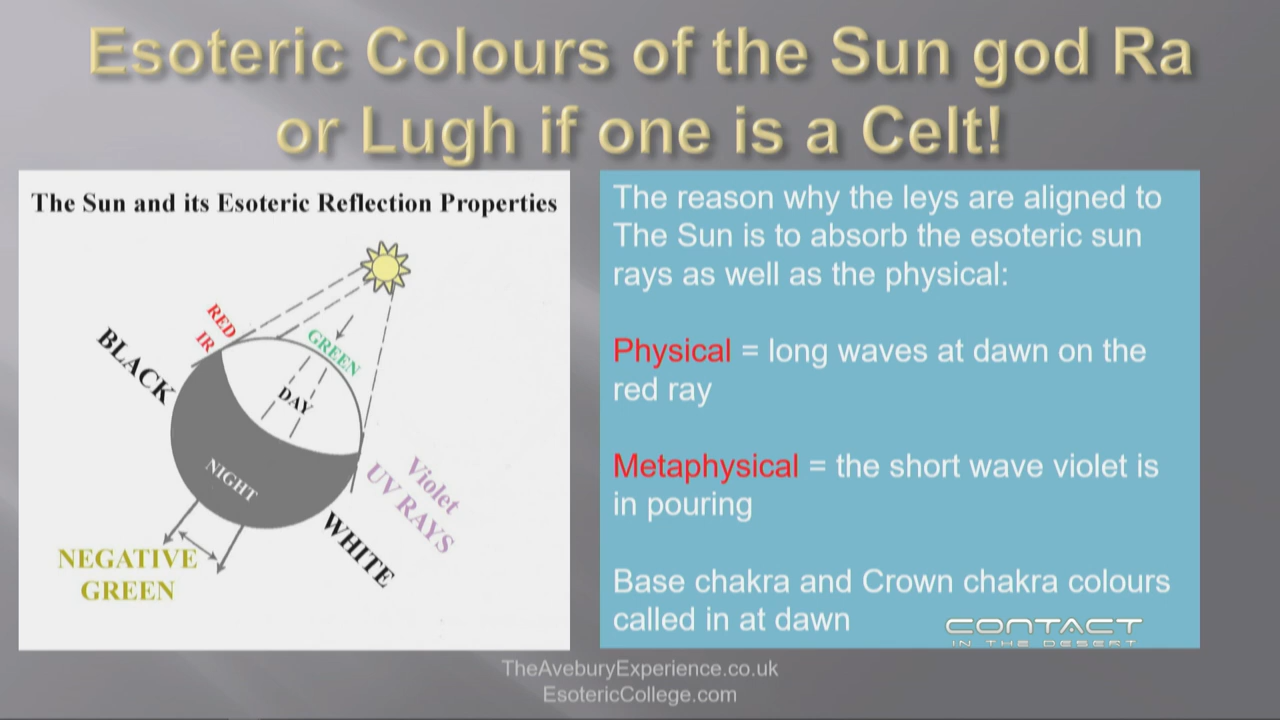 Esoteric Colours of the Sun god Ra
or Lugh if one is a Celt!
The Sun and its Esoteric Reflection Properties
RED
IR
GREEN
BLACK
DAY
NIGHT
Violet
UV RAYS
WHITE
NEGATIVE
GREEN
The reason why the leys are aligned to
The Sun is to absorb the esoteric sun
rays as well as the physical:
Physical = long waves at dawn on the
red ray
Metaphysical = the short wave violet is
in pouring
Base chakra and Crown chakra colours
called in at dawn
CONTACT
IN THE DESERT
TheAveburyExperience.co.uk
EsotericCollege.com